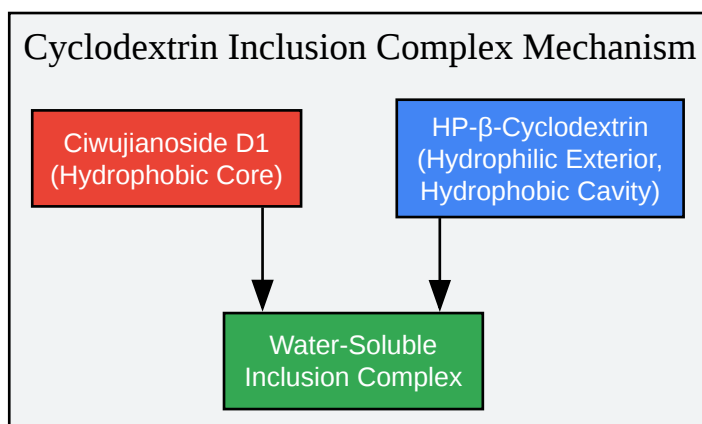 Cyclodextrin Inclusion Complex Mechanism
Ciwujianoside D1
(Hydrophobic Core)
HP-β-Cyclodextrin
(Hydrophilic Exterior,
Hydrophobic Cavity)
Water-Soluble
Inclusion Complex